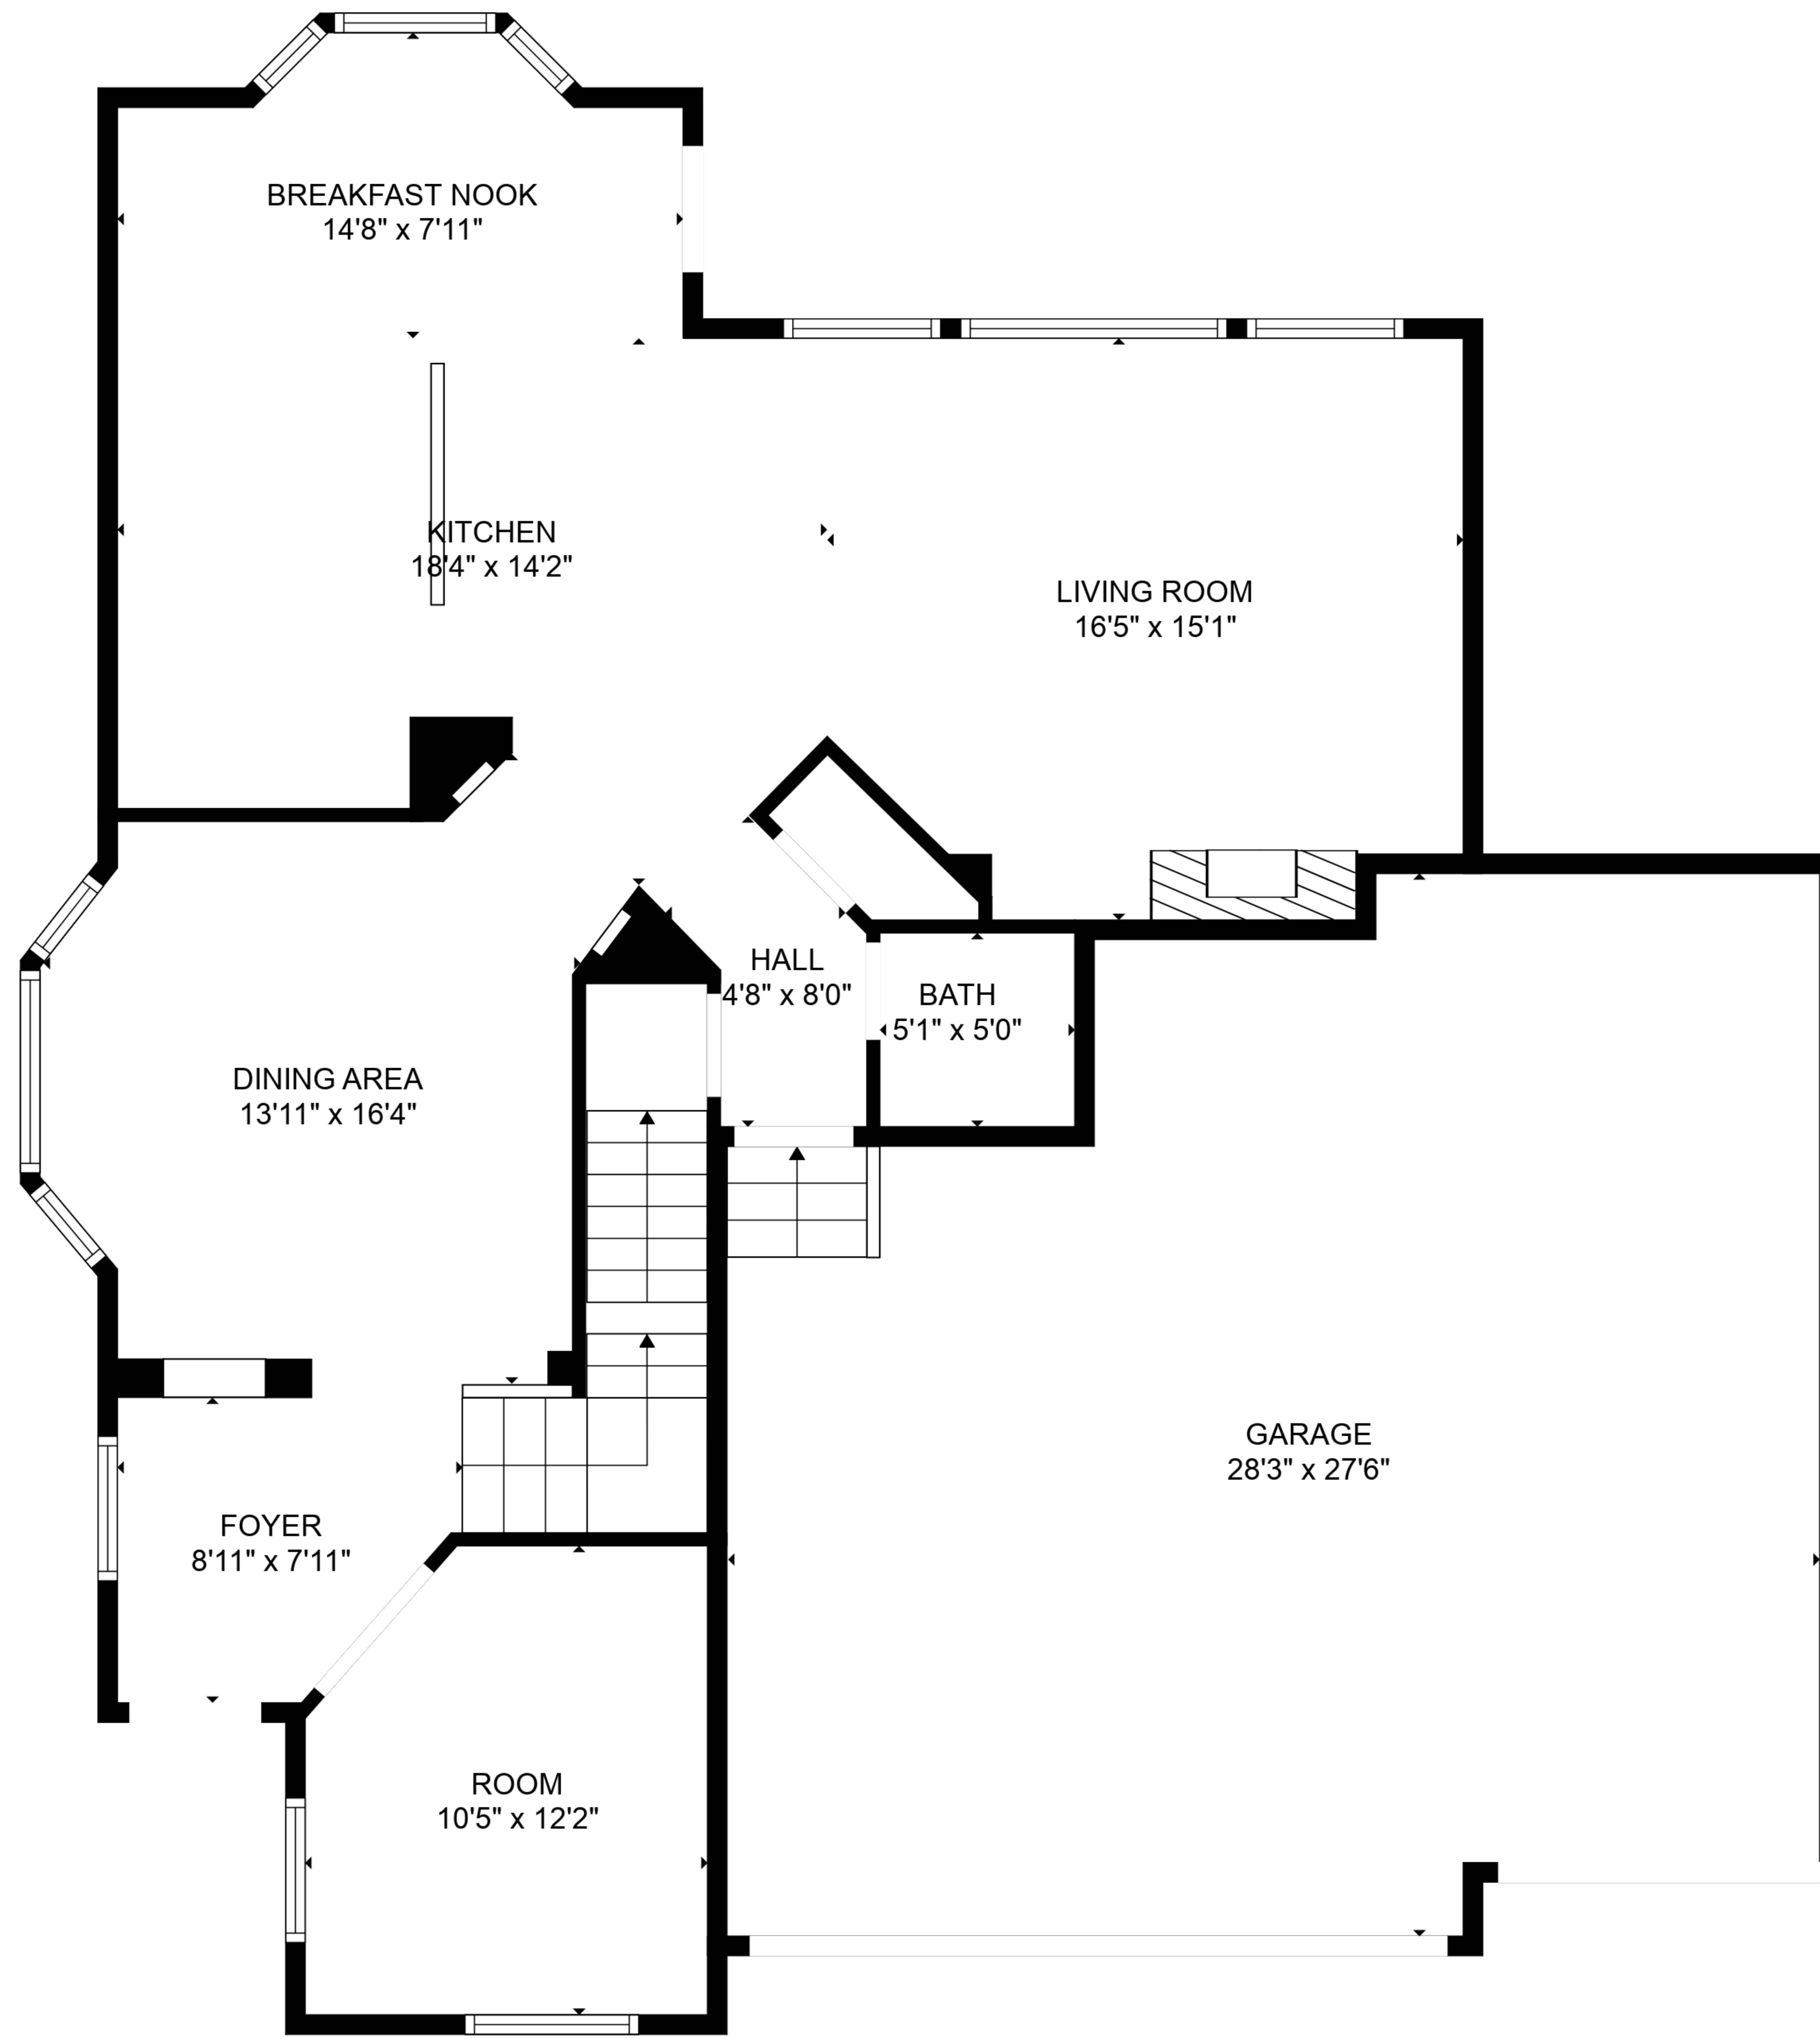 BREAKFAST NOOK
14'8" x 7'11"
KITCHEN
18'4" x 14'2"
LIVING ROOM
16'5" x 15'1"
HALL
4'8" x 8'0"
BATH
5'1" x 5'0"
DINING AREA
13'11" x 16'4"
GARAGE
28'3" x 27'6"
FOYER
8'11" x 7'11"
ROOM
10'5" x 12'2"